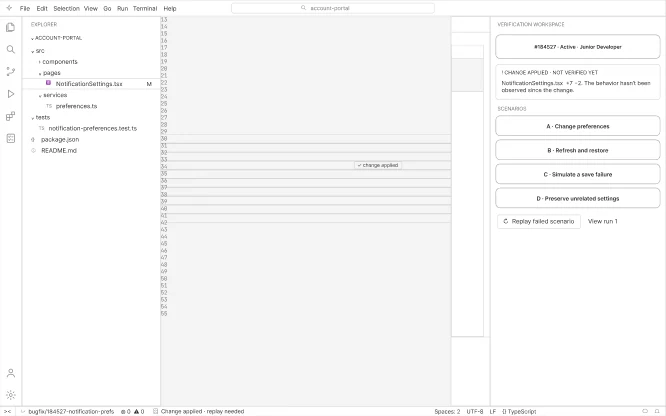 File Edit Selection View Go Run Terminal Help
account-portal
EXPLORER
ACCOUNT-PORTAL
src
components
pages
NotificationSettings.tsx M
services
TS preferences.ts
tests
TS notification-preferences.test.ts
{} package.json
README.md
13
14
15
16
17
18
19
20
21
22
23
24
25
26
27
28
29
30
31
32
33
34
35
36
37
38
39
40
41
42
43
44
45
46
47
48
49
50
51
52
53
54
55
✓ change applied
VERIFICATION WORKSPACE
#184527 · Active · Junior Developer
! CHANGE APPLIED · NOT VERIFIED YET
NotificationSettings.tsx +7 -2. The behavior hasn't been
observed since the change.
SCENARIOS
A · Change preferences
B · Refresh and restore
C · Simulate a save failure
D · Preserve unrelated settings
Replay failed scenario View run 1
bugfix/184527-notification-prefs 0 0 Change applied · replay needed
Spaces: 2 UTF-8 LF {} TypeScript